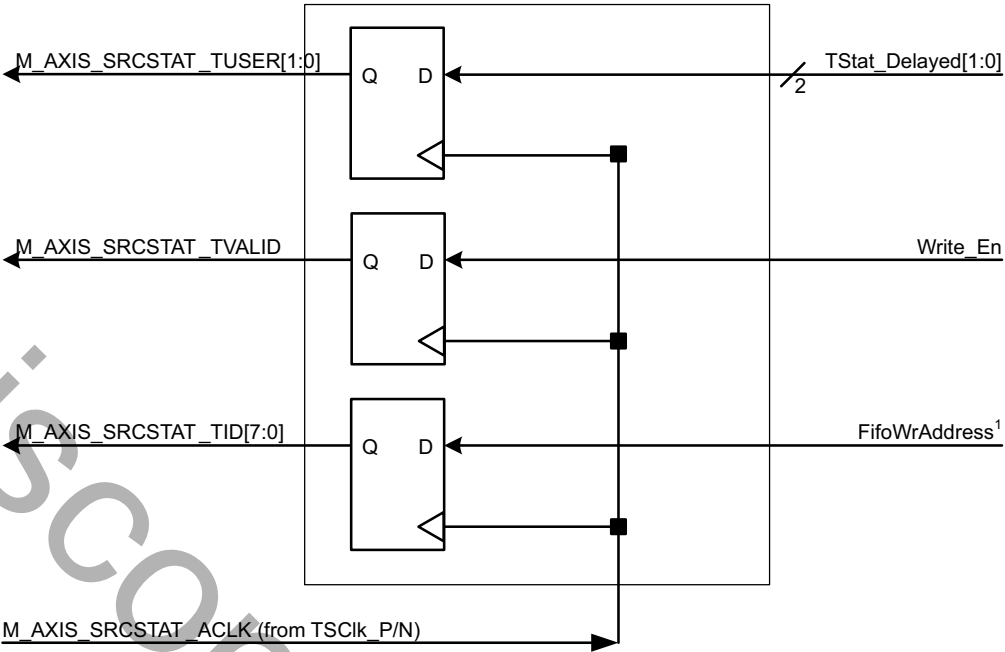 M_AXIS_SRCSTAT_TUSER[1:0]
Q D
TStat_Delayed[1:0]
2
M_AXIS_SRCSTAT_TVALID
Q D
Write_En
M_AXIS_SRCSTAT_TID[7:0]
Q D
FifoWrAddress¹
M_AXIS_SRCSTAT_ACLK (from TSClk_P/N)